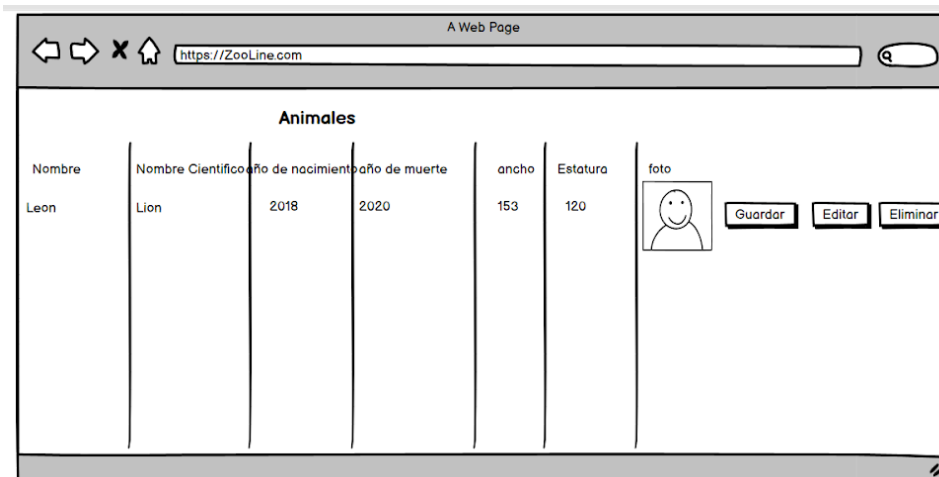 A Web Page
https://ZooLine.com
Animales
Nombre Nombre Cientifico año de nacimiento año de muerte ancho Estatura foto
Leon Lion 2018 2020 153 120 Guardar Editar Eliminar